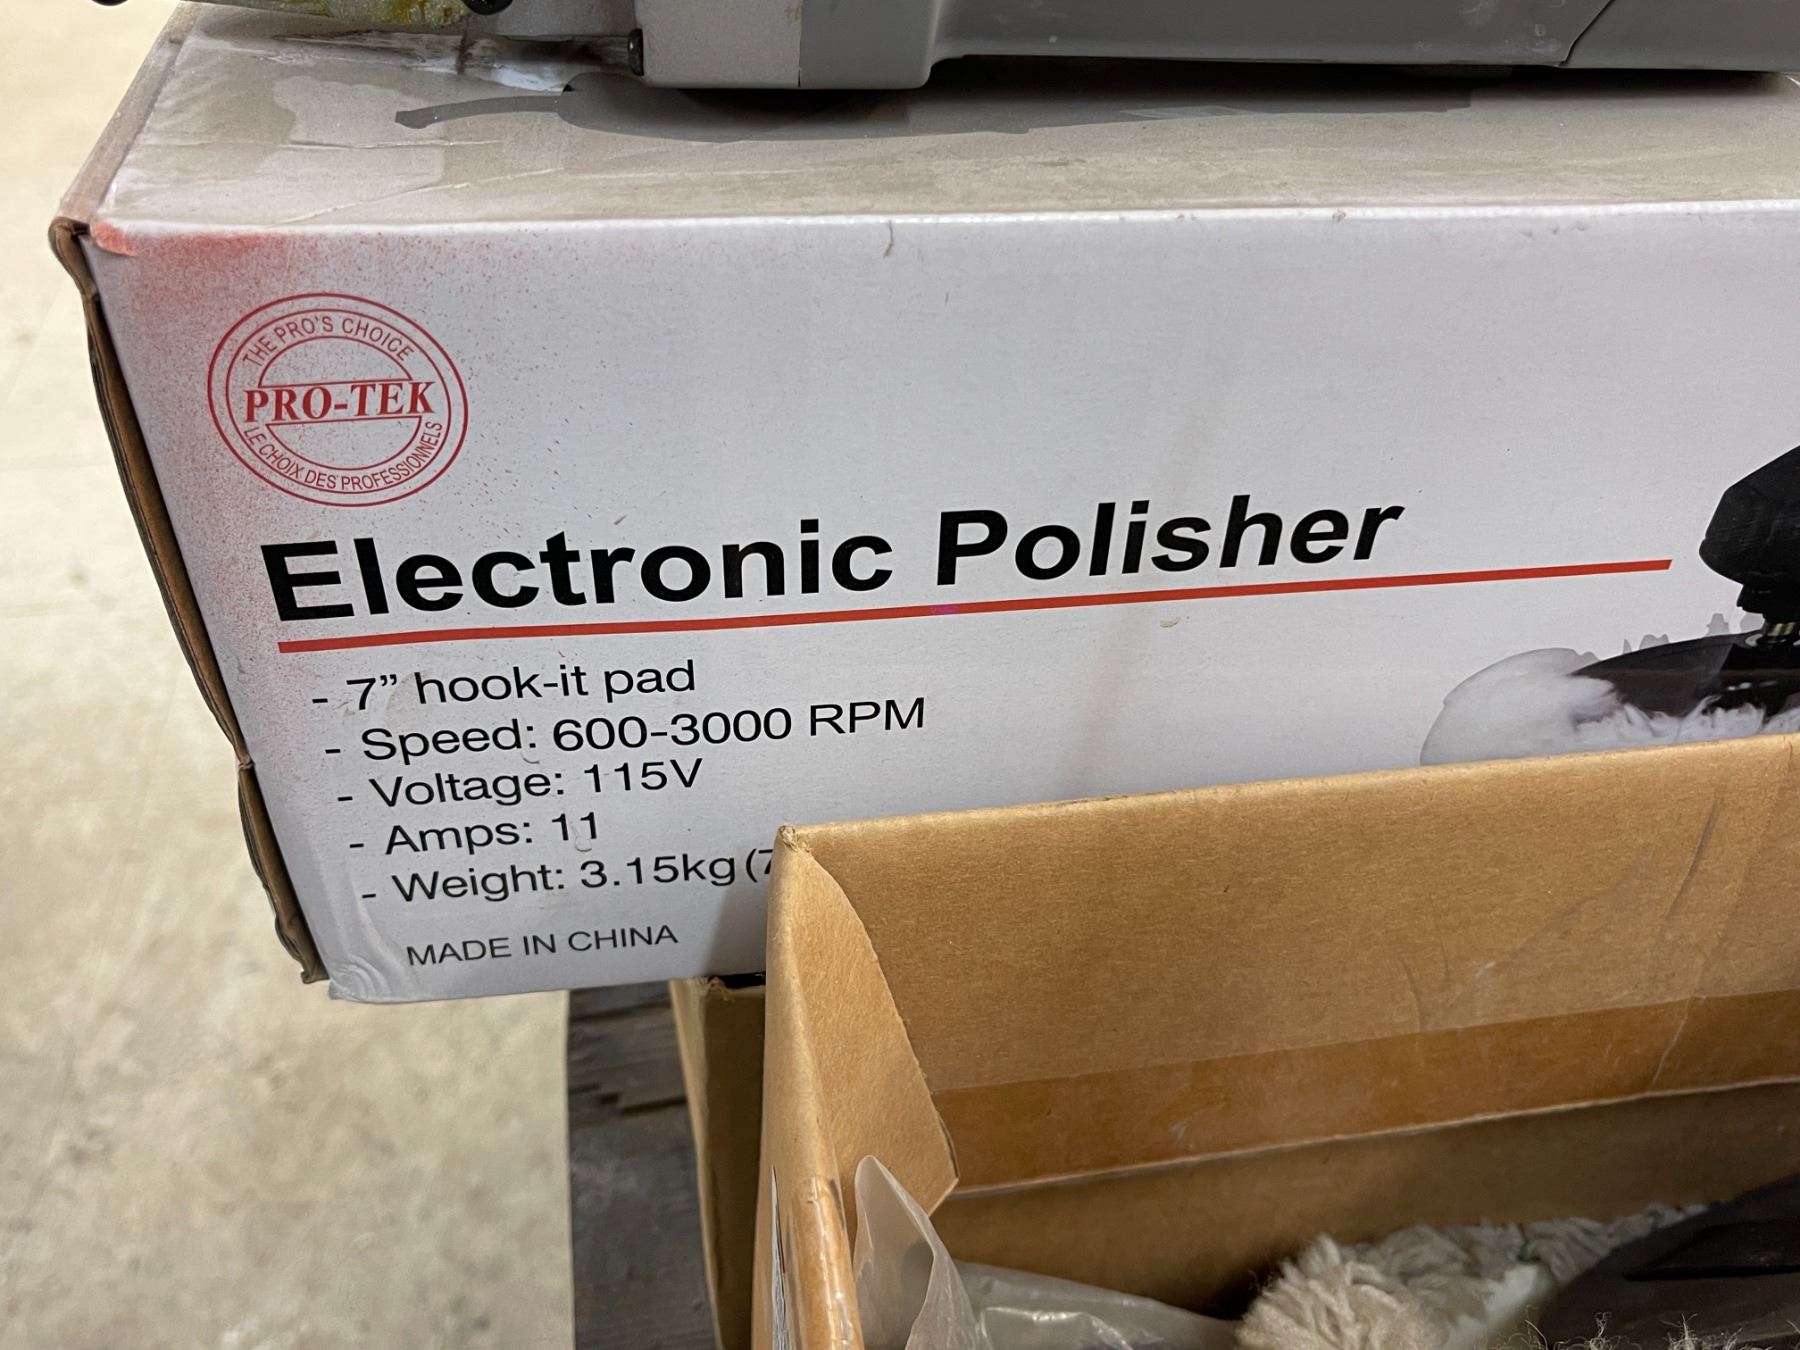 THE PRO'S CHOICE
PRO-TEK
LE CHOIX DES PROFESSIONNELS
Electronic Polisher
- 7” hook-it pad
- Speed: 600-3000 RPM
- Voltage: 115V
- Amps: 11
- Weight: 3.15kg (7
MADE IN CHINA